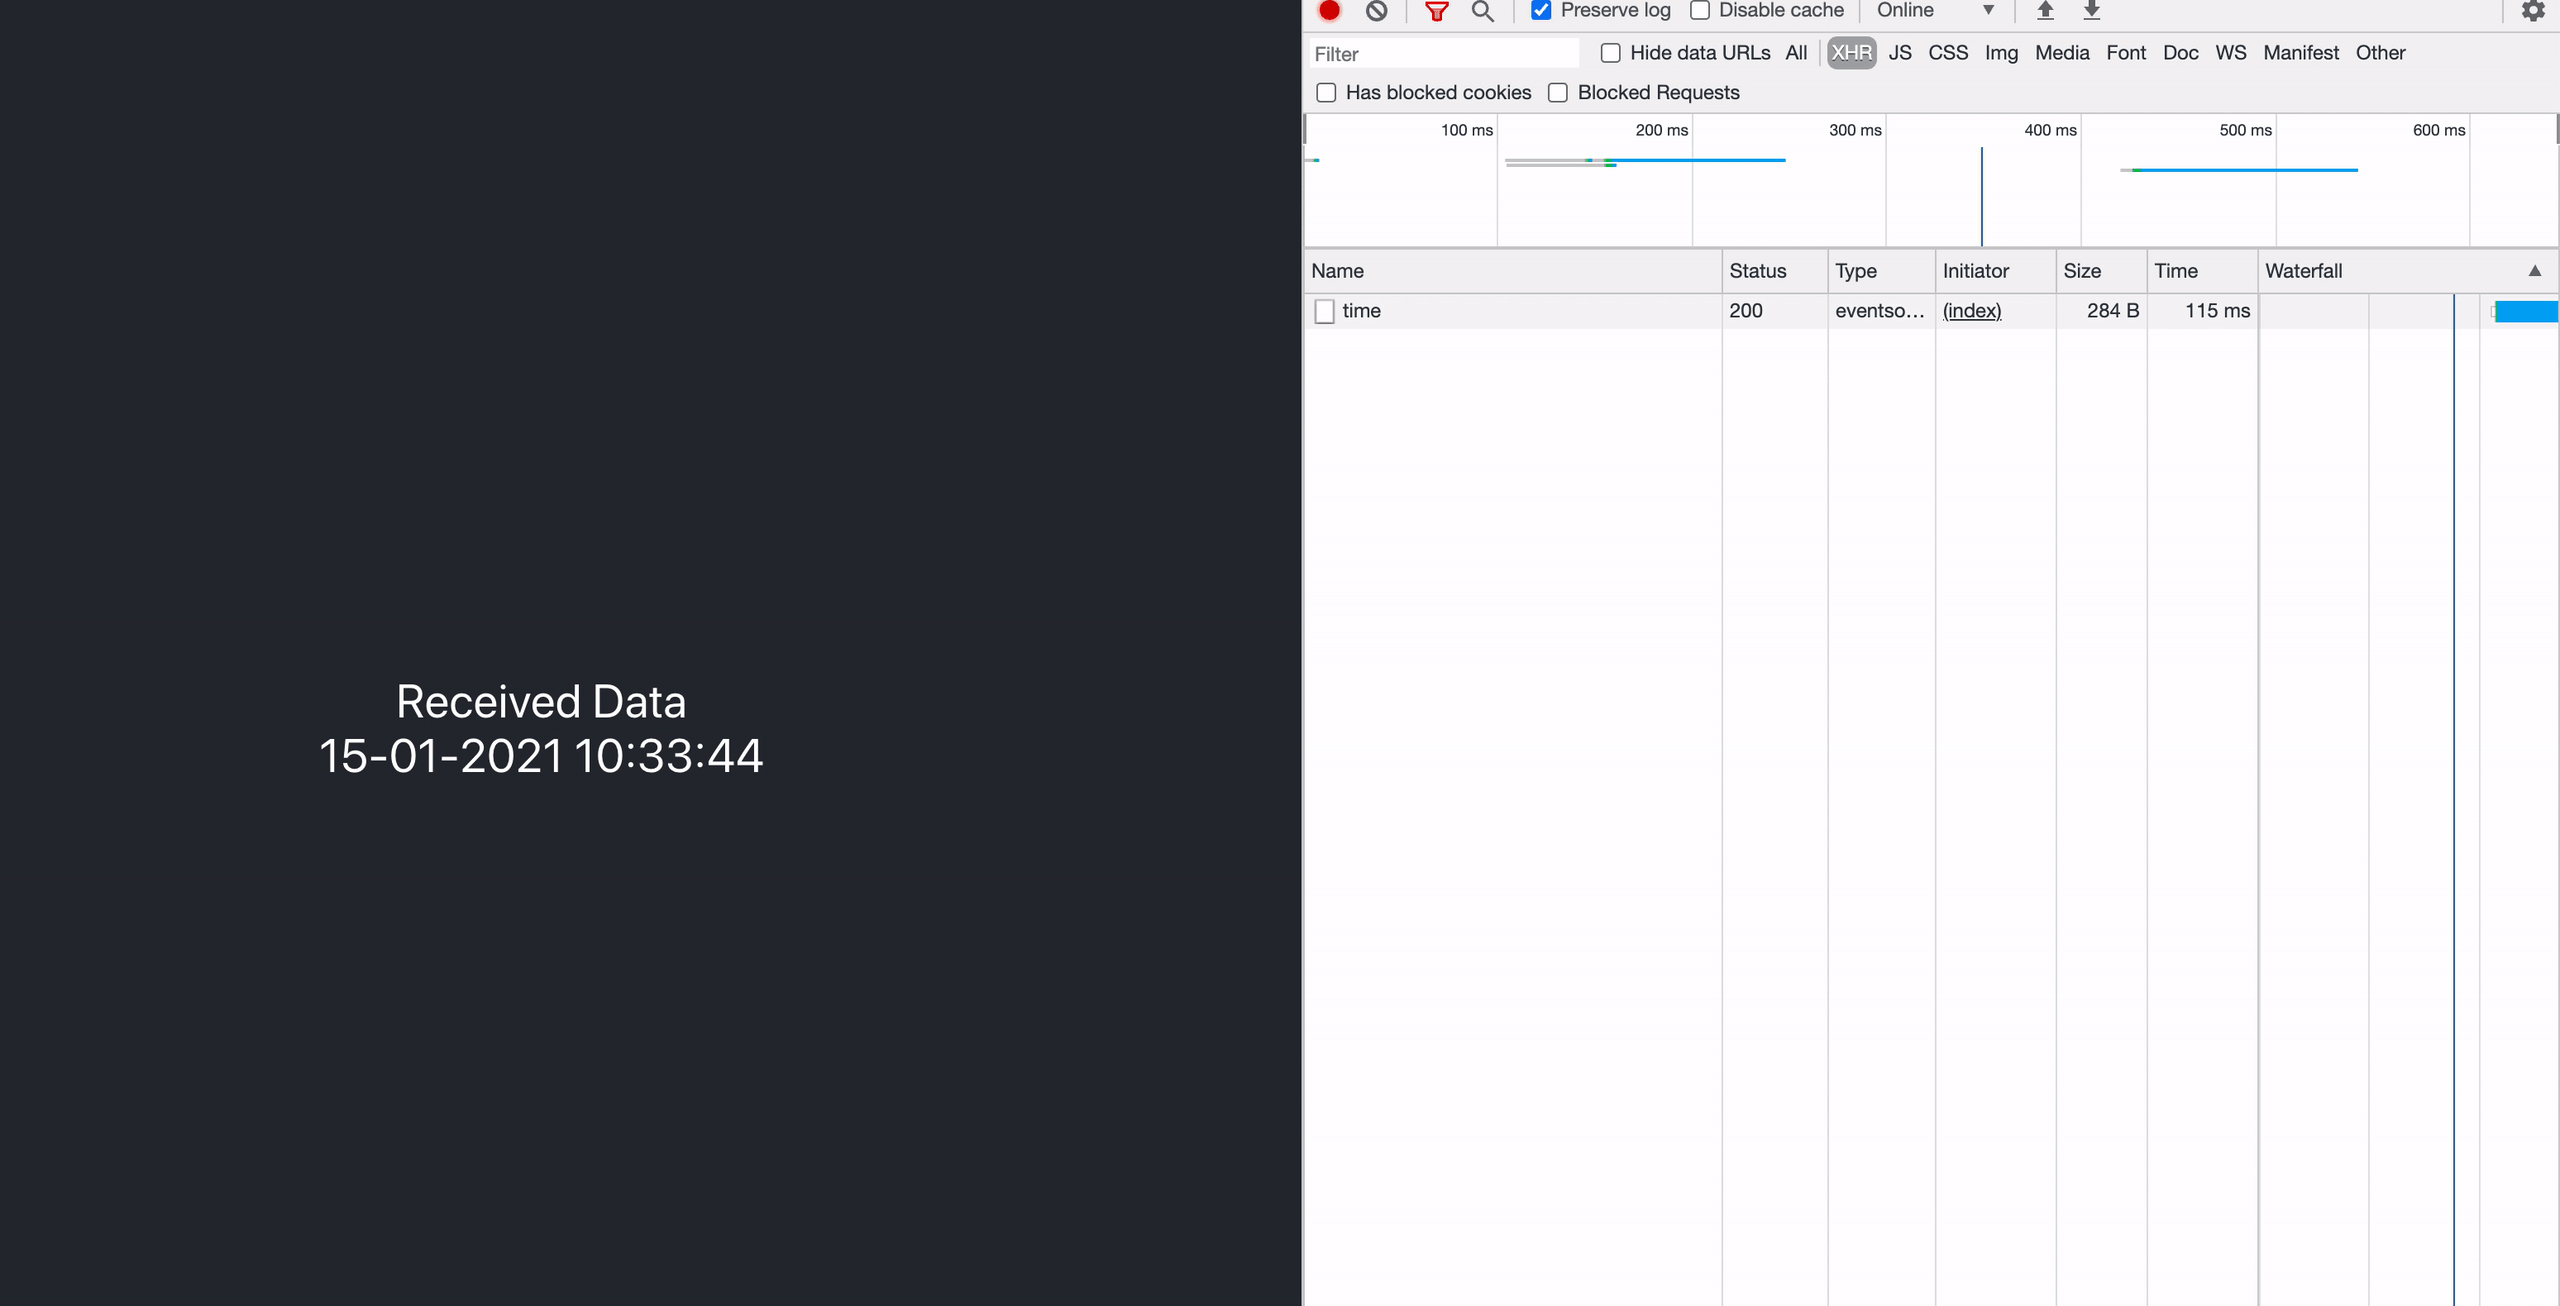 Received Data
15-01-2021 10:33:44
Preserve log Disable cache Online
Filter Hide data URLs All XHR JS CSS Img Media Font Doc WS Manifest Other
Has blocked cookies Blocked Requests
100 ms 200 ms 300 ms 400 ms 500 ms 600 ms
Name Status Type Initiator Size Time Waterfall
time 200 eventso... (index) 284 B 115 ms